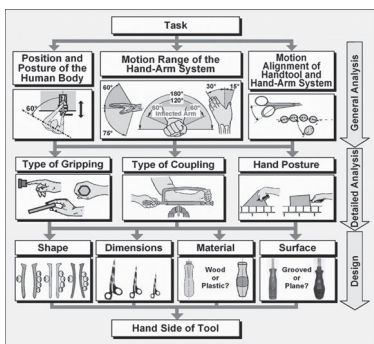 Task
Position and
Posture of the
Human Body
60°
Motion Range of the
Hand-Arm System
60°
76°
180°
120°
60°
60°
Inflected Arm
30°
15°
Motion
Alignment of
Handtool and
Hand-Arm System
General Analysis
Type of Gripping
Type of Coupling
Hand Posture
Detailed Analysis
Shape
Dimensions
Material
Wood
or
Plastic?
Surface
Grooved
or
Plane?
Design
Hand Side of Tool